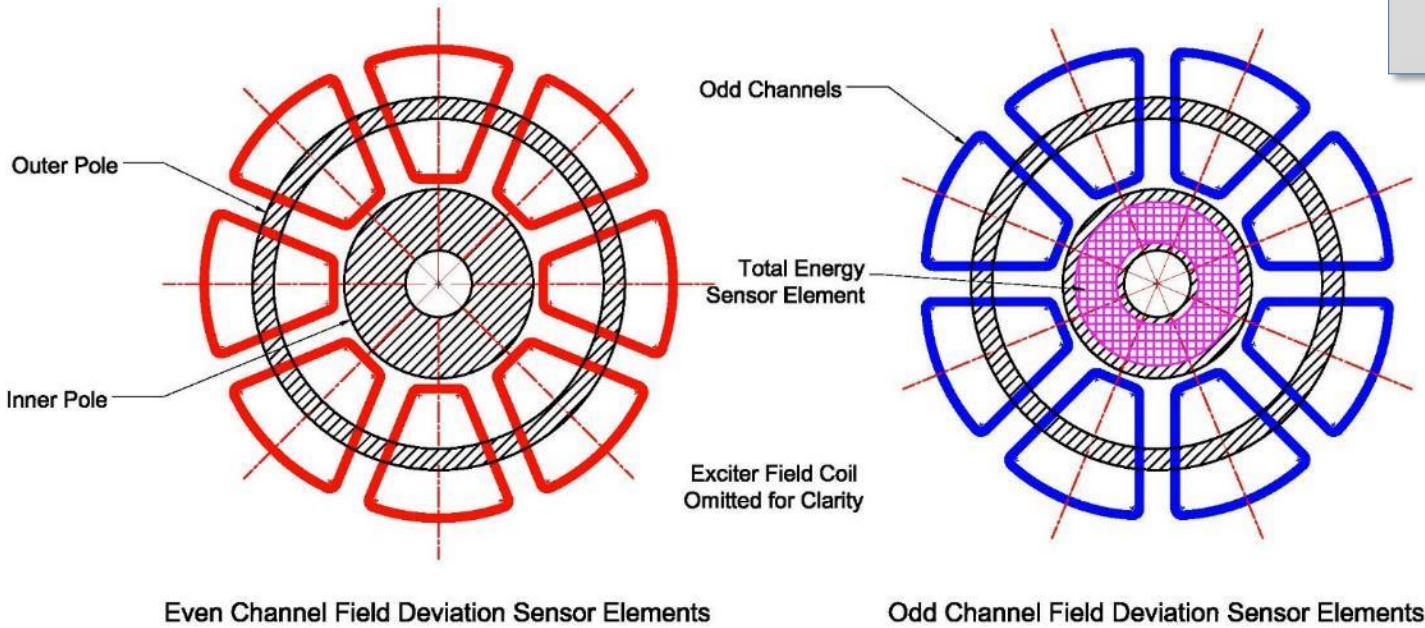 Outer Pole
Inner Pole
Odd Channels
Total Energy
Sensor Element
Exciter Field Coil
Omitted for Clarity
Even Channel Field Deviation Sensor Elements
Odd Channel Field Deviation Sensor Elements